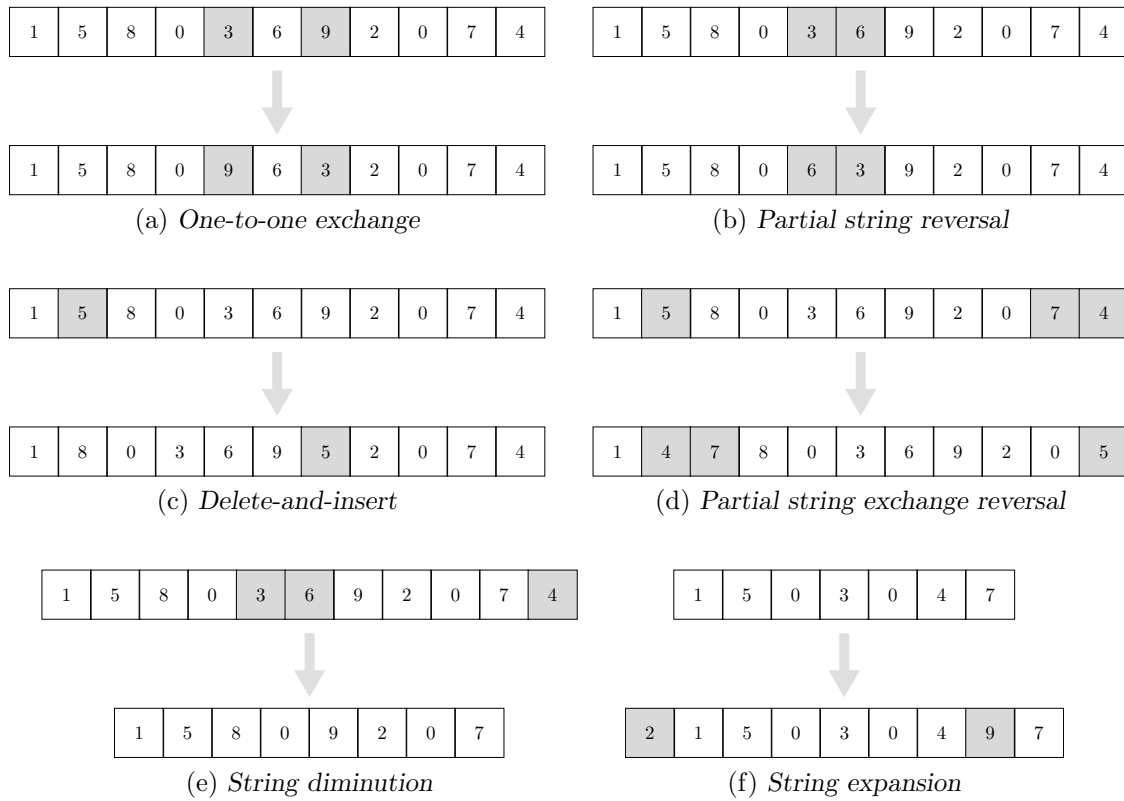 1 5 8 0 3 6 9 2 0 7 4
1 5 8 0 9 6 3 2 0 7 4
(a) One-to-one exchange
1 5 8 0 3 6 9 2 0 7 4
1 5 8 0 6 3 9 2 0 7 4
(b) Partial string reversal
1 5 8 0 3 6 9 2 0 7 4
1 8 0 3 6 9 5 2 0 7 4
(c) Delete-and-insert
1 5 8 0 3 6 9 2 0 7 4
1 4 7 8 0 3 6 9 2 0 5
(d) Partial string exchange reversal
1 5 8 0 3 6 9 2 0 7 4
1 5 8 0 9 2 0 7
(e) String diminution
1 5 0 3 0 4 7
2 1 5 0 3 0 4 9 7
(f) String expansion